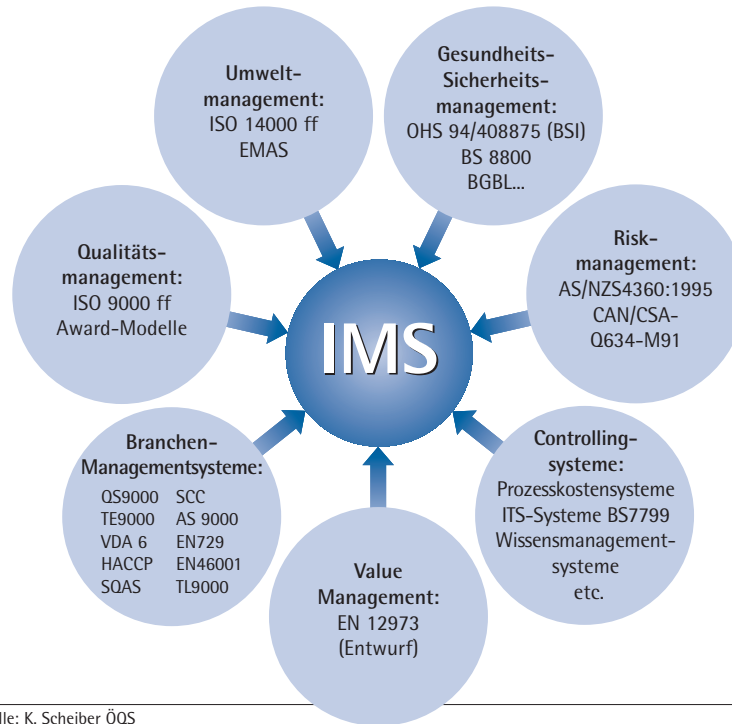 Umwelt-
management:
ISO 14000 ff
EMAS
Gesundheits-
Sicherheits-
management:
OHS 94/408875 (BSI)
BS 8800
BGBL...
Qualitäts-
management:
ISO 9000 ff
Award-Modelle
Risk-
management:
AS/NZS4360:1995
CAN/CSA-
Q634-M91
IMS
Branchen-
Managementsysteme:
QS9000 SCC
TE9000 AS 9000
VDA 6 EN729
HACCP EN46001
SQAS TL9000
Controlling-
systeme:
Prozesskostensysteme
ITS-Systeme BS7799
Wissensmanagement-
systeme
etc.
Value
Management:
EN 12973
(Entwurf)
lle: K. Scheiber ÖQS